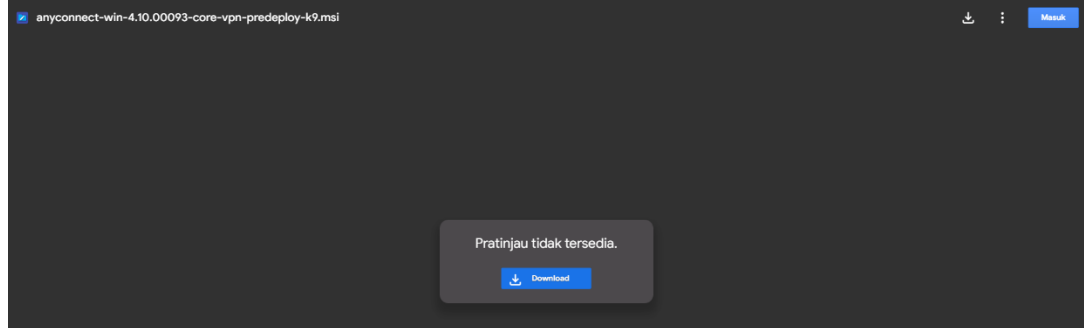 anyconnect-win-4.10.00093-core-vpn-predeploy-k9.msi
Masuk
Pratinjau tidak tersedia.
Download